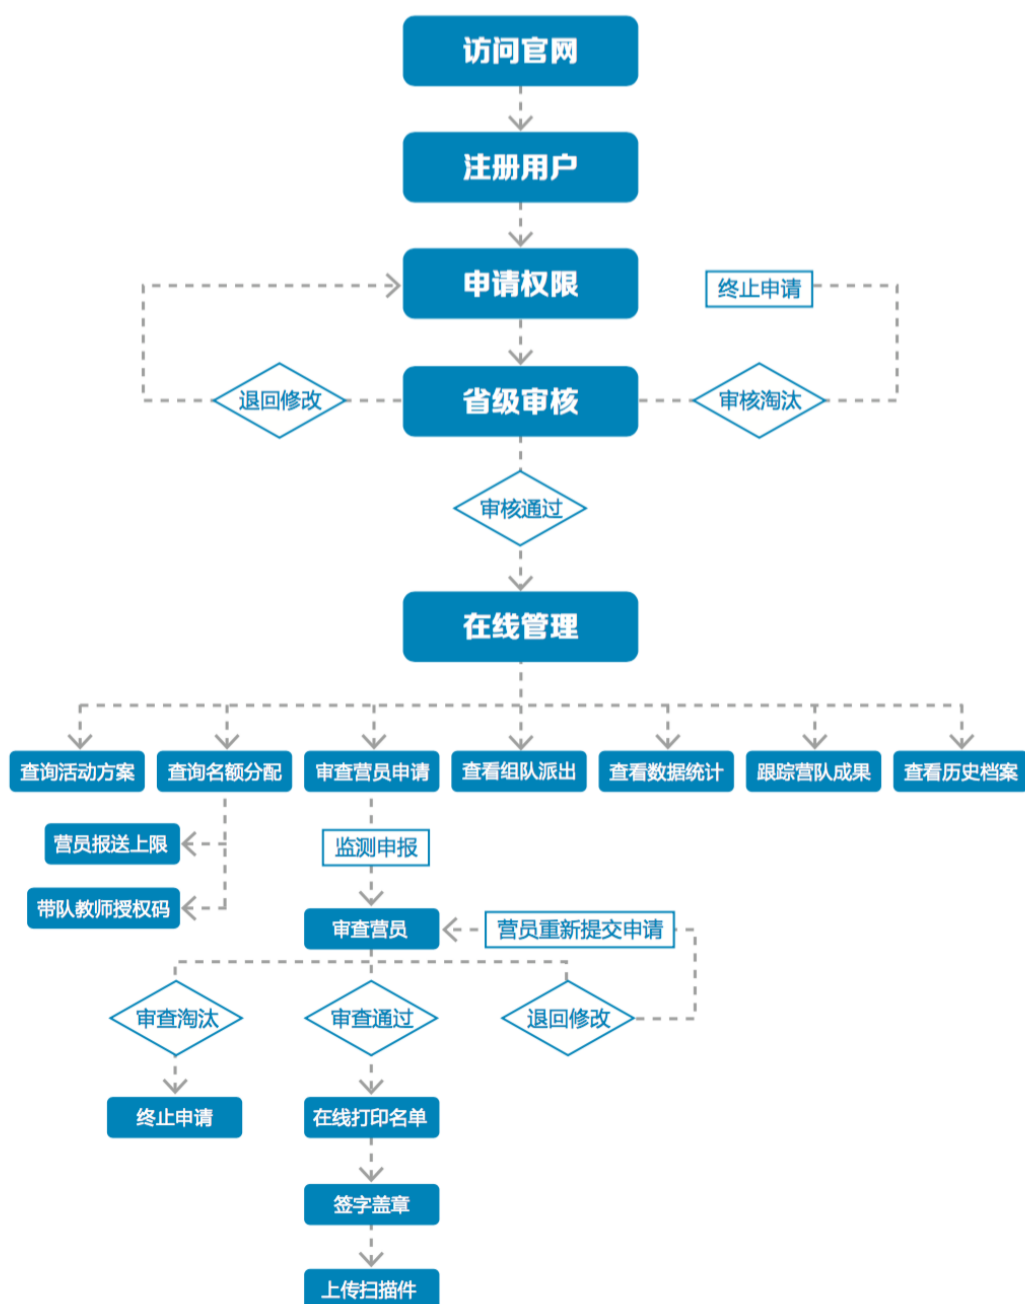 访问官网
注册用户
申请权限
终止申请
退回修改
省级审核
审核淘汰
审核通过
在线管理
查询活动方案
查询名额分配
审查营员申请
查看组队派出
查看数据统计
跟踪营队成果
查看历史档案
营员报送上限
监测申报
带队教师授权码
审查营员
营员重新提交申请
审查淘汰
审查通过
退回修改
终止申请
在线打印名单
签字盖章
上传扫描件